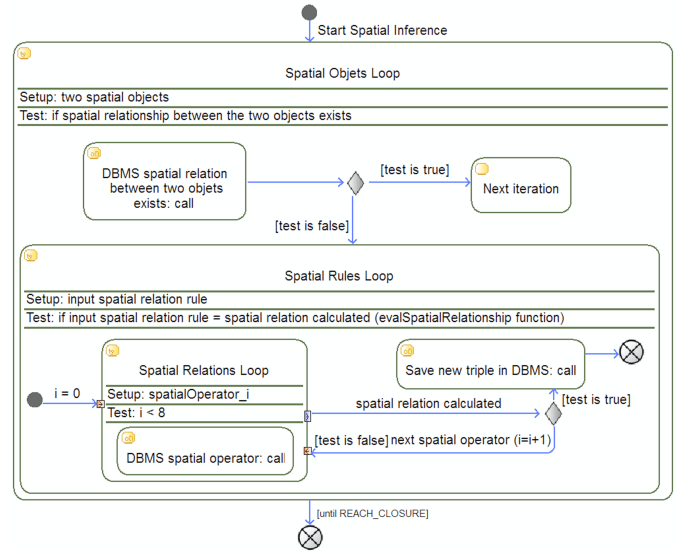 Start Spatial Inference
Spatial Objets Loop
Setup: two spatial objects
Test: if spatial relationship between the two objects exists
DBMS spatial relation
between two objets
exists: call
[test is true]
Next iteration
[test is false]
Spatial Rules Loop
Setup: input spatial relation rule
Test: if input spatial relation rule = spatial relation calculated (evalSpatialRelationship function)
Spatial Relations Loop
Save new triple in DBMS: call
i = 0
Setup: spatialOperator_i
Test: i < 8
spatial relation calculated
[test is true]
[test is false] next spatial operator (i=i+1)
DBMS spatial operator: call
[until REACH_CLOSURE]